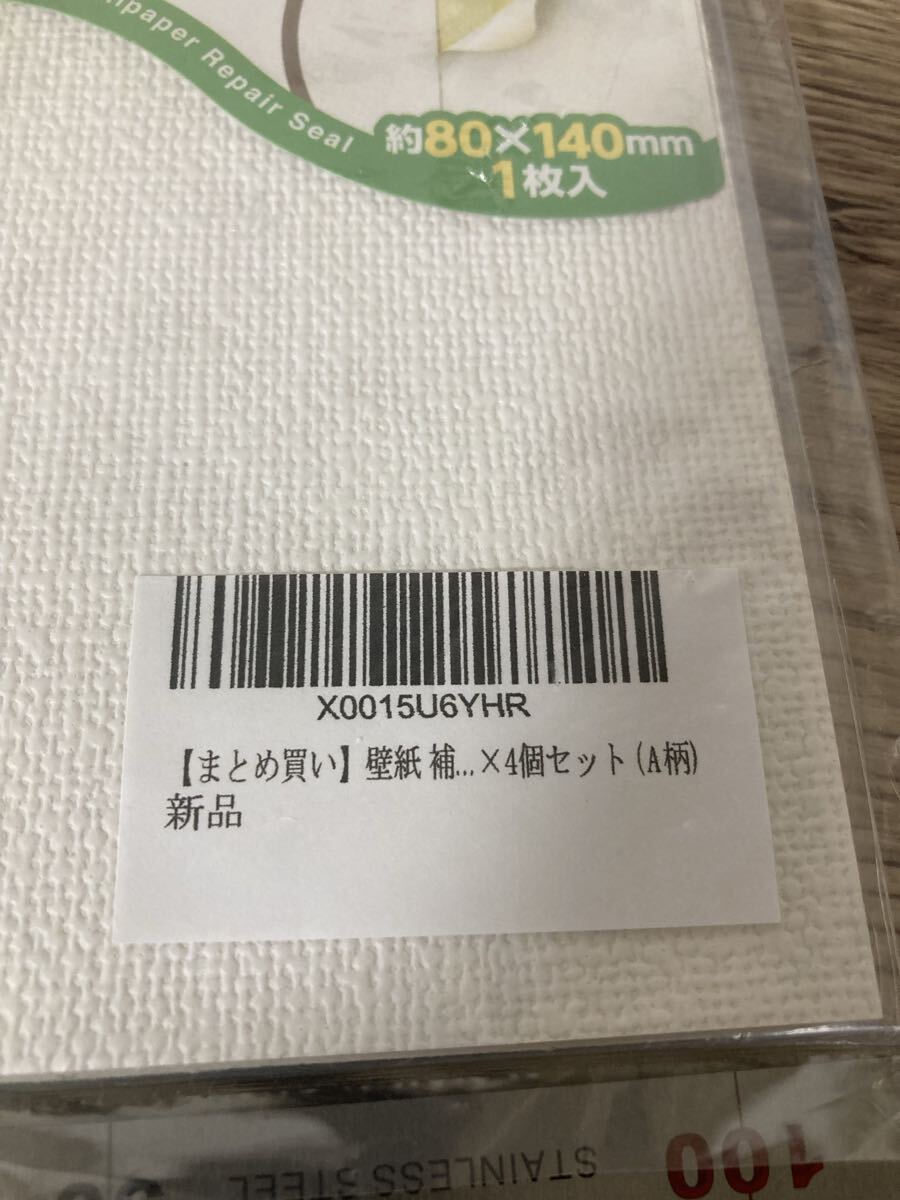 Repair Seal
約80×140mm
1枚入
X0015U6YHR
【まとめ買い】壁紙 補...×4個セット (A柄)
新品
STAINLESS STEEL
100